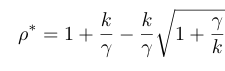 ρ* = 1 + k/γ − k/γ √(1 + γ/k)